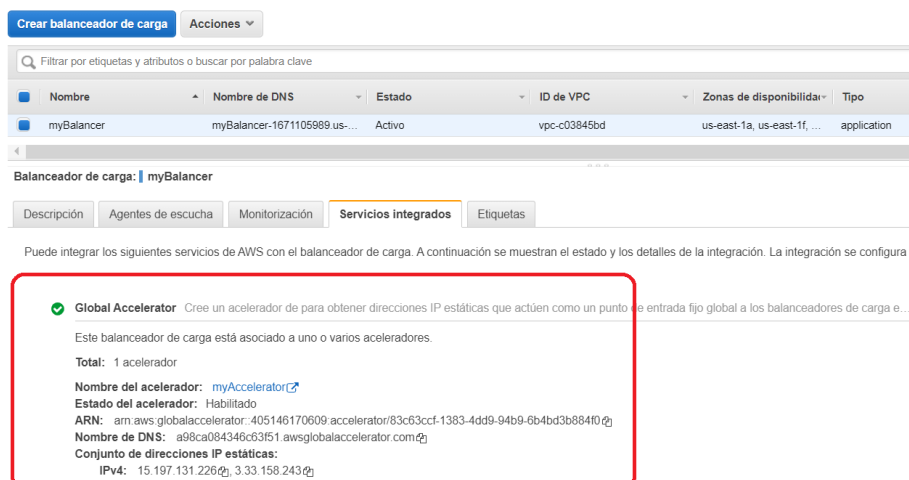 Crear balanceador de carga Acciones
Filtrar por etiquetas y atributos o buscar por palabra clave
Nombre Nombre de DNS Estado ID de VPC Zonas de disponibilidad Tipo
myBalancer myBalancer-1671105989.us-... Activo vpc-c03845bd us-east-1a, us-east-1f, ... application
Balanceador de carga: myBalancer
Descripción Agentes de escucha Monitorización Servicios integrados Etiquetas
Puede integrar los siguientes servicios de AWS con el balanceador de carga. A continuación se muestran el estado y los detalles de la integración. La integración se configura
Global Accelerator Cree un acelerador de para obtener direcciones IP estáticas que actúen como un punto de entrada fijo global a los balanceadores de carga e...
Este balanceador de carga está asociado a uno o varios aceleradores.
Total: 1 acelerador
Nombre del acelerador: myAccelerator
Estado del acelerador: Habilitado
ARN: arn:aws:globalaccelerator::405146170609:accelerator/83c63ccf-1383-4dd9-94b9-6b4bd3b884f0
Nombre de DNS: a98ca084346c63f51.awsglobalaccelerator.com
Conjunto de direcciones IP estáticas:
IPv4: 15.197.131.226, 3.33.158.243